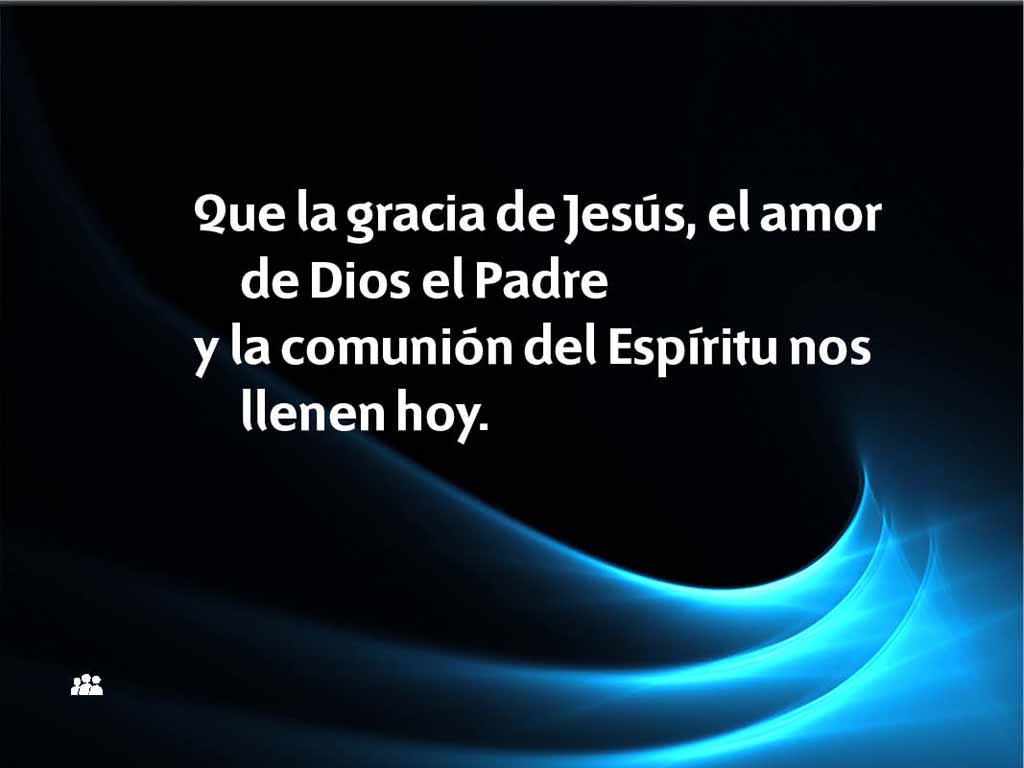 Que la gracia de Jesús, el amor
de Dios el Padre
y la comunión del Espíritu nos
llenen hoy.